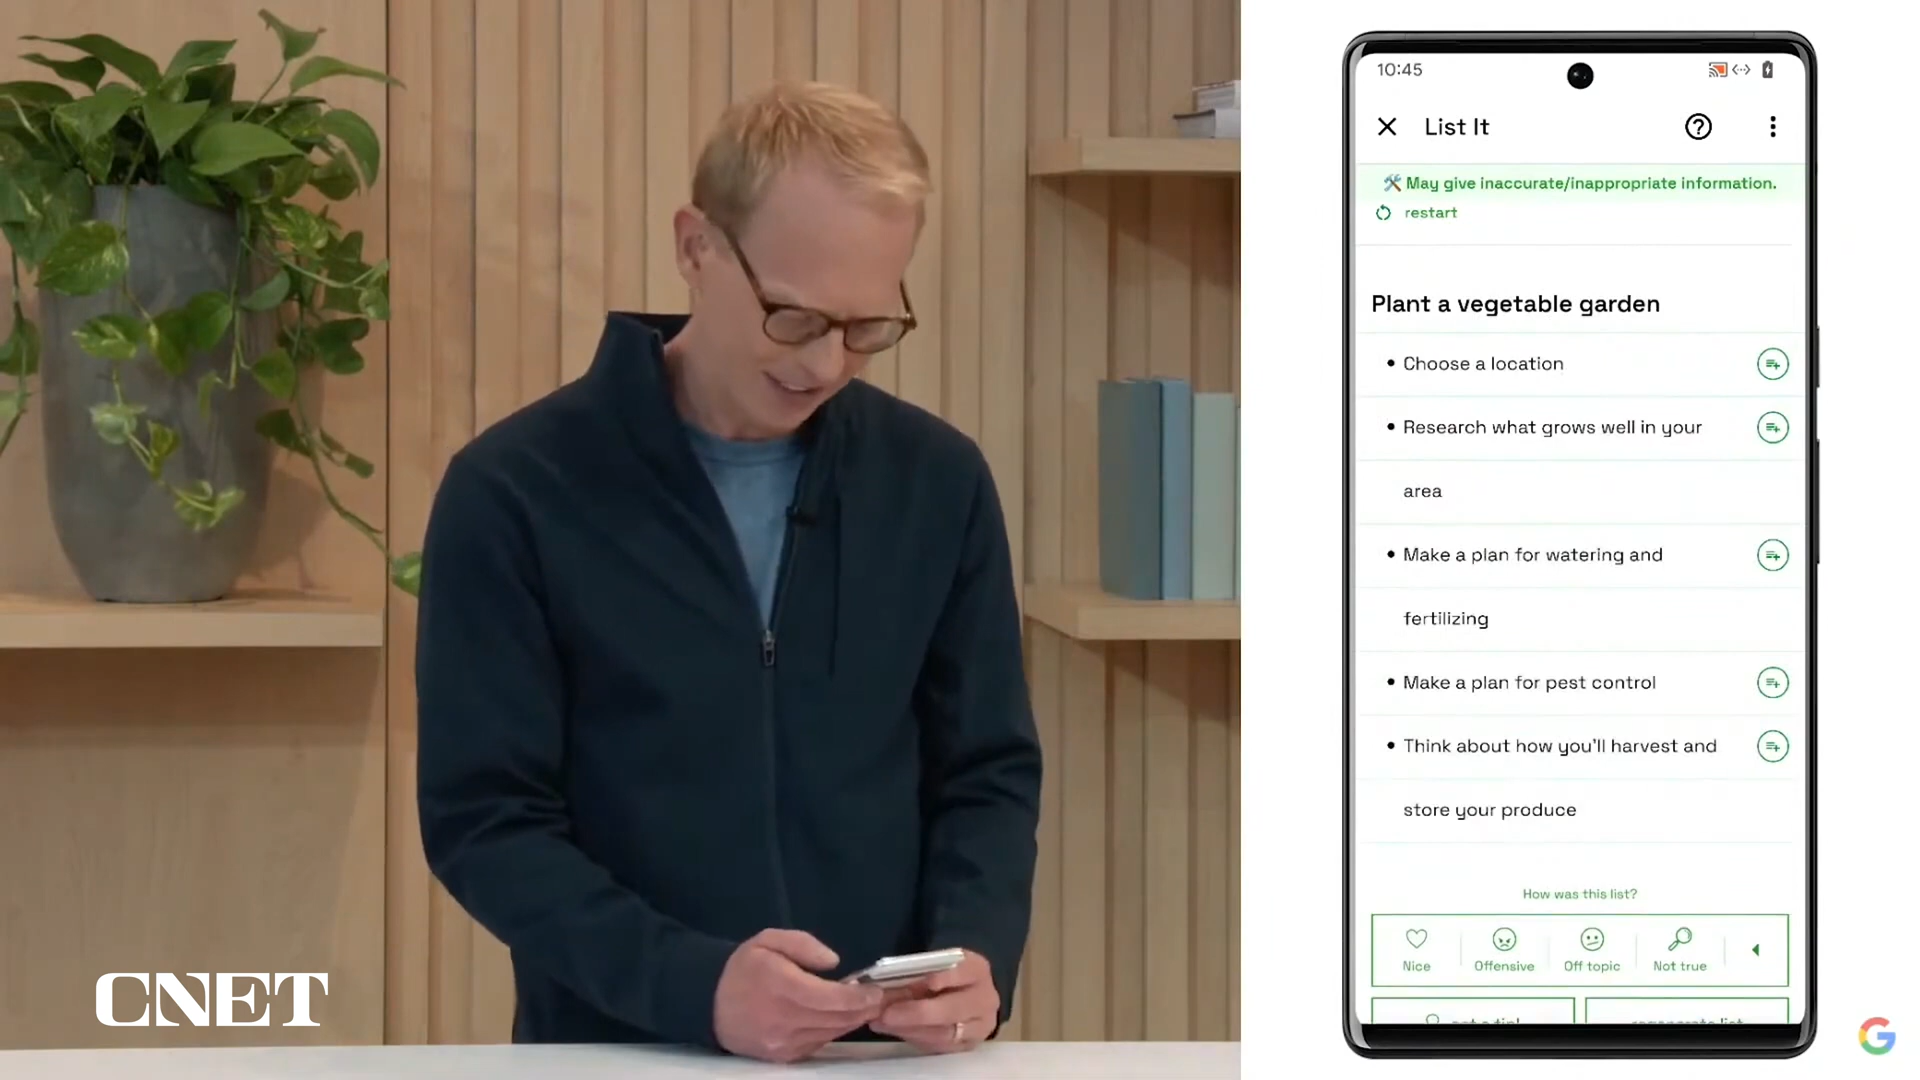 10:45
List It
May give inaccurate/inappropriate information.
restart
Plant a vegetable garden
• Choose a location
• Research what grows well in your
area
• Make a plan for watering and
fertilizing
• Make a plan for pest control
• Think about how you'll harvest and
store your produce
How was this list?
Nice
Offensive
Off topic
Not true
CNET